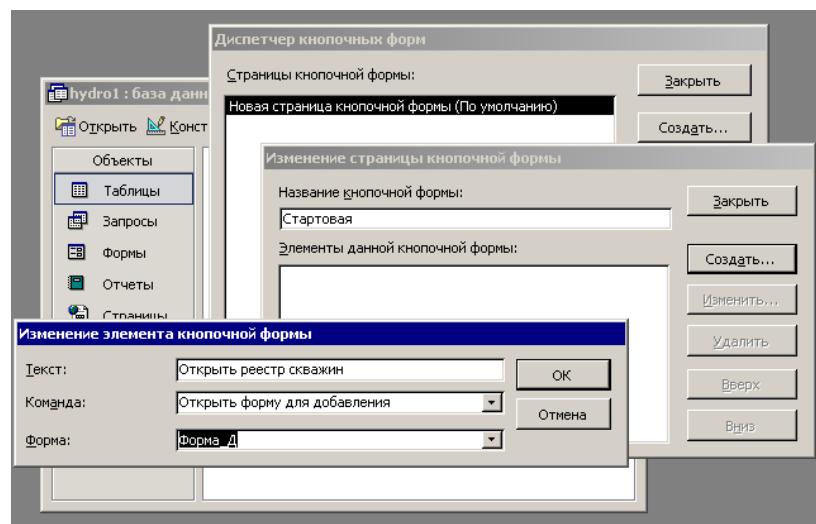 Диспетчер кнопочных форм
Страницы кнопочной формы:
Закрыть
Новая страница кнопочной формы (По умолчанию)
Создать...
hydro1 : база данн
Открыть Конст
Объекты
Таблицы
Запросы
Формы
Отчеты
Страницы
Изменение страницы кнопочной формы
Название кнопочной формы:
Закрыть
Стартовая
Элементы данной кнопочной формы:
Создать...
Изменить...
Удалить
Вверх
Вниз
Изменение элемента кнопочной формы
Текст: Открыть реестр скважин
ОК
Команда: Открыть форму для добавления
Отмена
Форма: Форма_Д